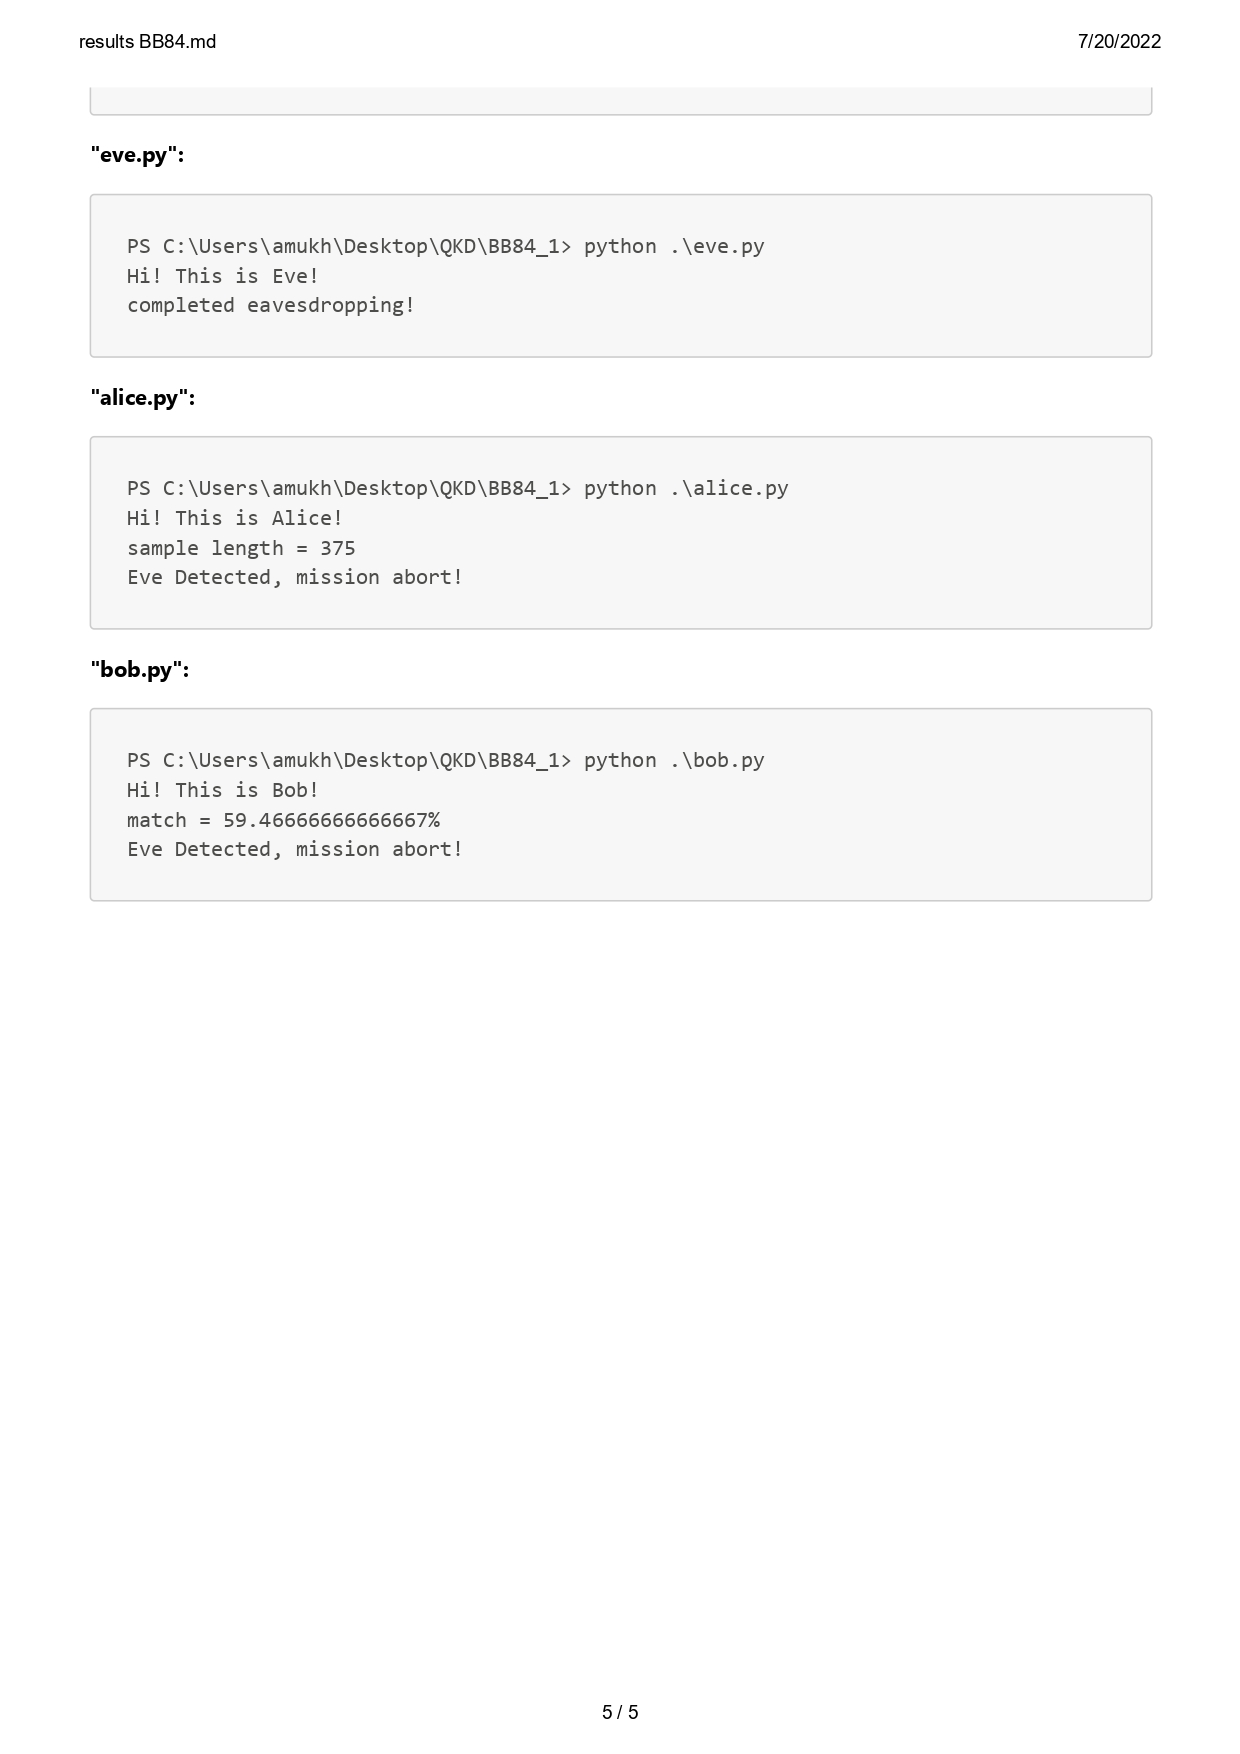 results BB84.md
7/20/2022
"eve.py":
PS C:\Users\amukh\Desktop\QKD\BB84_1> python .\eve.py
Hi! This is Eve!
completed eavesdropping!
"alice.py":
PS C:\Users\amukh\Desktop\QKD\BB84_1> python .\alice.py
Hi! This is Alice!
sample length = 375
Eve Detected, mission abort!
"bob.py":
PS C:\Users\amukh\Desktop\QKD\BB84_1> python .\bob.py
Hi! This is Bob!
match = 59.46666666666667%
Eve Detected, mission abort!
5 / 5